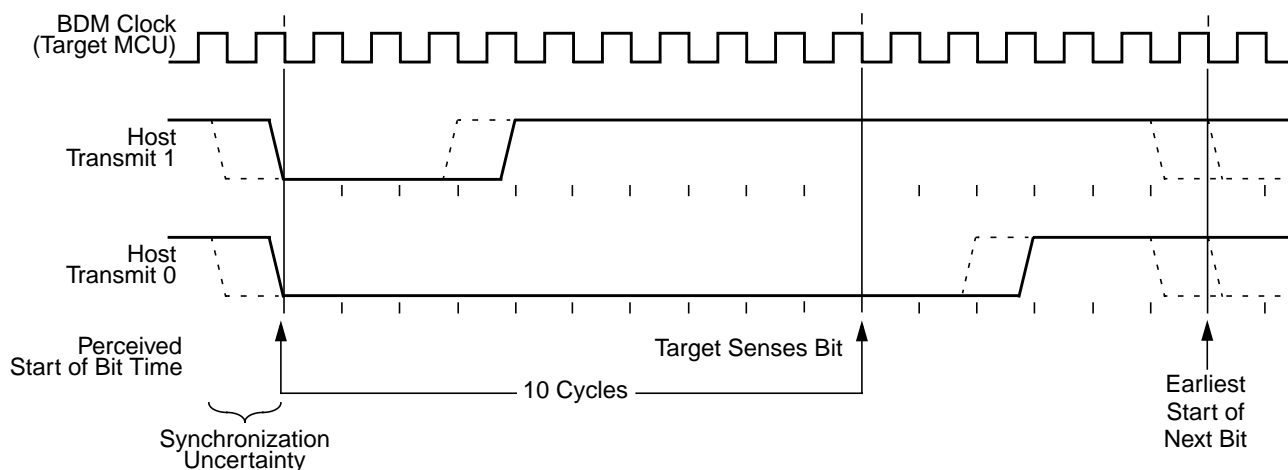 BDM Clock
(Target MCU)
Host
Transmit 1
Host
Transmit 0
Perceived
Start of Bit Time
Target Senses Bit
10 Cycles
Earliest
Start of
Next Bit
Synchronization
Uncertainty